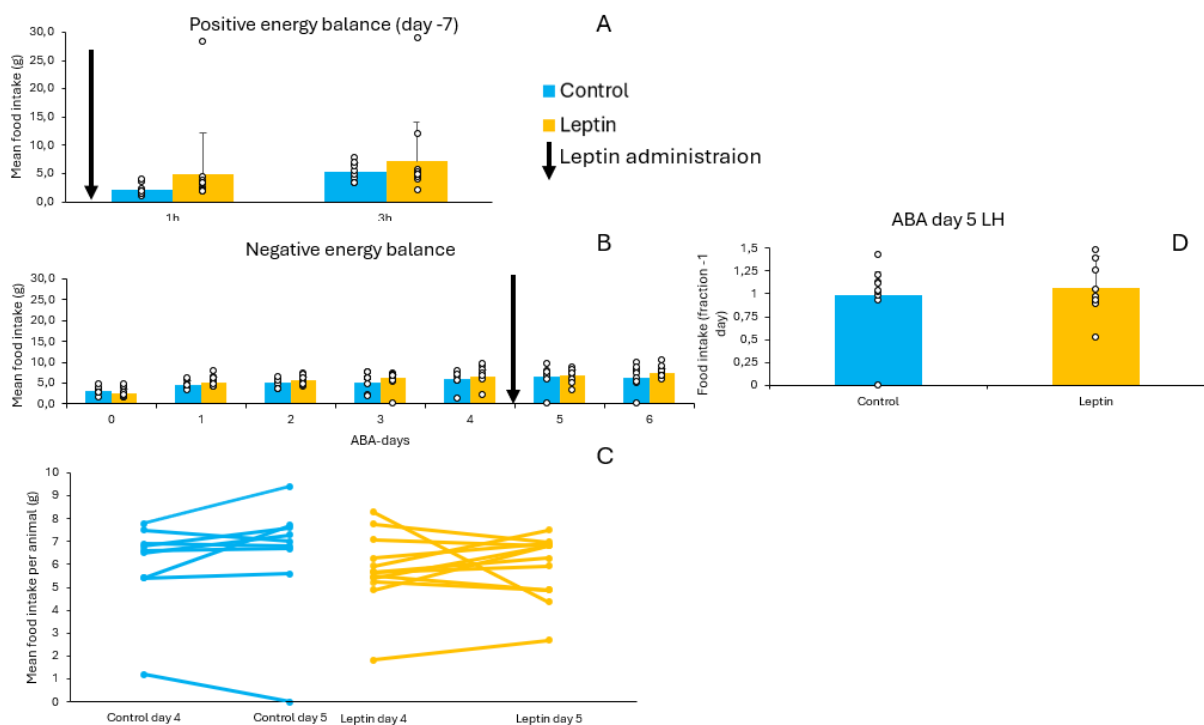 Positive energy balance (day -7)
A
Mean food intake (g)
30,0
25,0
20,0
15,0
10,0
5,0
0,0
1h
3h
Control
Leptin
Leptin administraion
Negative energy balance
B
Mean food intake (g)
30,0
25,0
20,0
15,0
10,0
5,0
0,0
0
1
2
3
4
5
6
ABA-days
ABA day 5 LH
D
Food intake (fraction -1
day)
1,5
1,25
1
0,75
0,5
0,25
0
Control
Leptin
C
Mean food intake per animal (g)
10
9
8
7
6
5
4
3
2
1
0
Control day 4
Control day 5
Leptin day 4
Leptin day 5